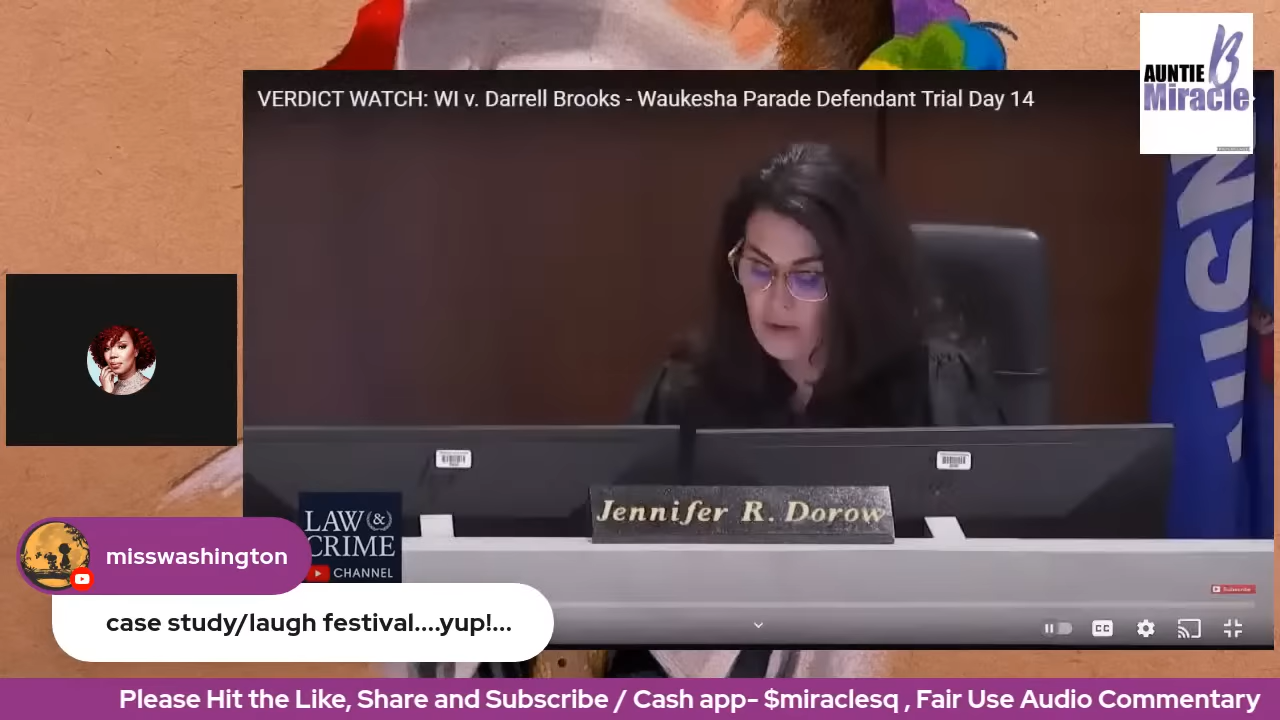 VERDICT WATCH: WI v. Darrell Brooks - Waukesha Parade Defendant Trial Day 14
AUNTIE B
Miracle
Jennifer R. Dorow
LAW &
CRIME
CHANNEL
Subscribe
CC
misswashington
case study/laugh festival....yup!...
Please Hit the Like, Share and Subscribe / Cash app- $miraclesq , Fair Use Audio Commentary